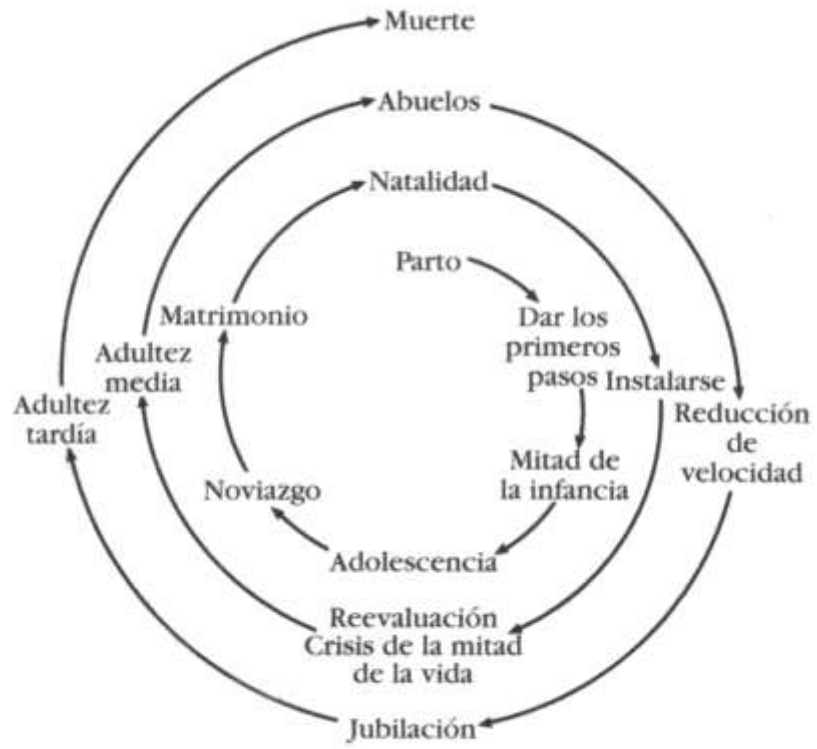 Muerte
Abuelos
Natalidad
Parto
Matrimonio
Dar los
primeros
pasos
Adultez
media
Instalarse
Adultez
tardía
Reducción
de
velocidad
Mitad de
la infancia
Noviazgo
Adolescencia
Reevaluación
Crisis de la mitad
de la vida
Jubilación